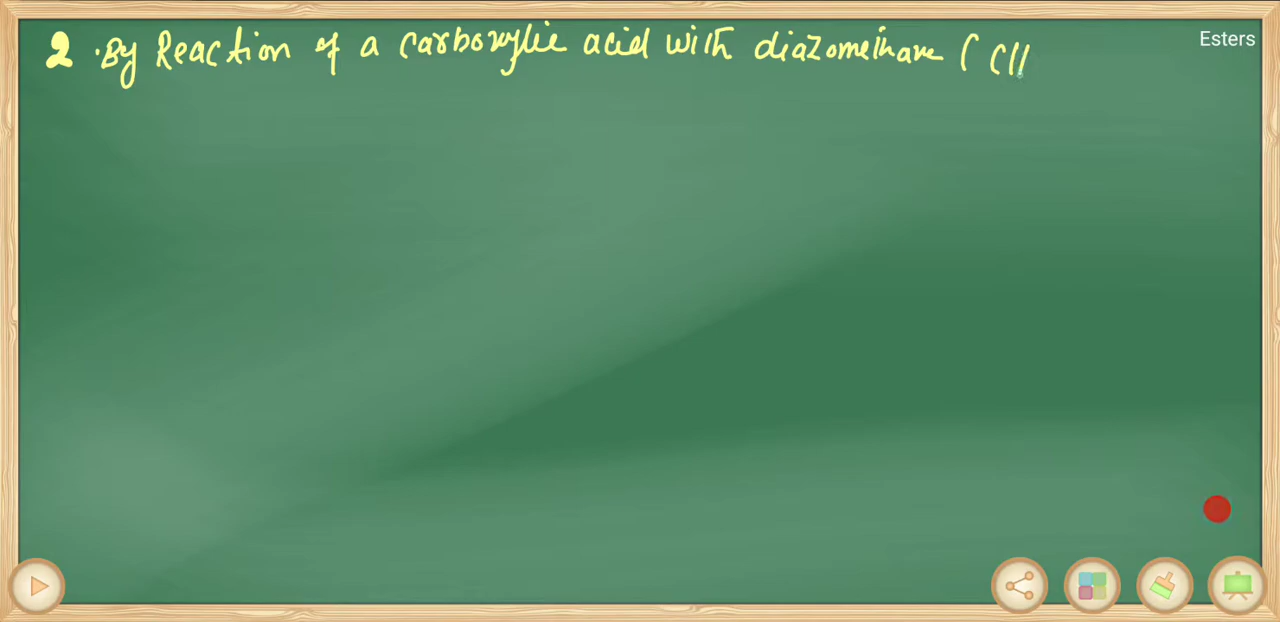 2 . By Reaction of a carboxylic acid with diazomethane ( CH
Esters